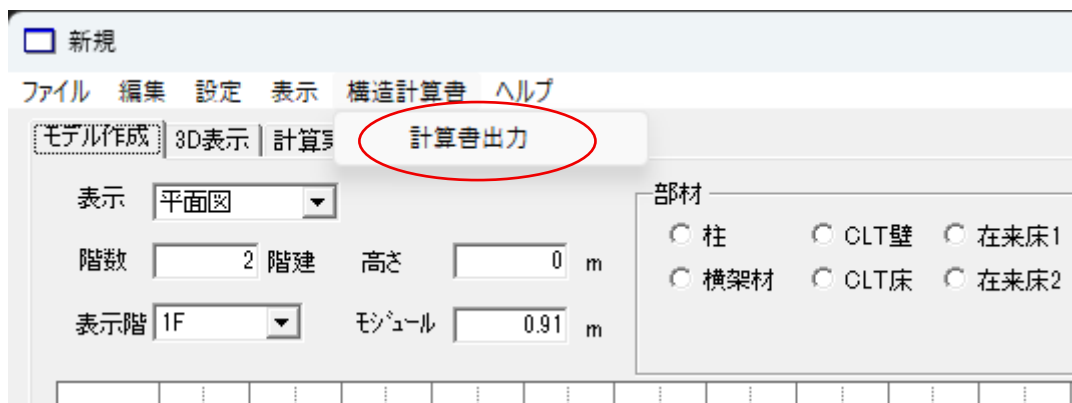 新規
ファイル 編集 設定 表示 構造計算書 ヘルプ
モデル作成 3D表示 計算 計算書出力
表示 平面図 部材
柱 CLT壁 在来床1
階数 2 階建 高さ 0 m
横架材 CLT床 在来床2
表示階 1F モジュール 0.91 m